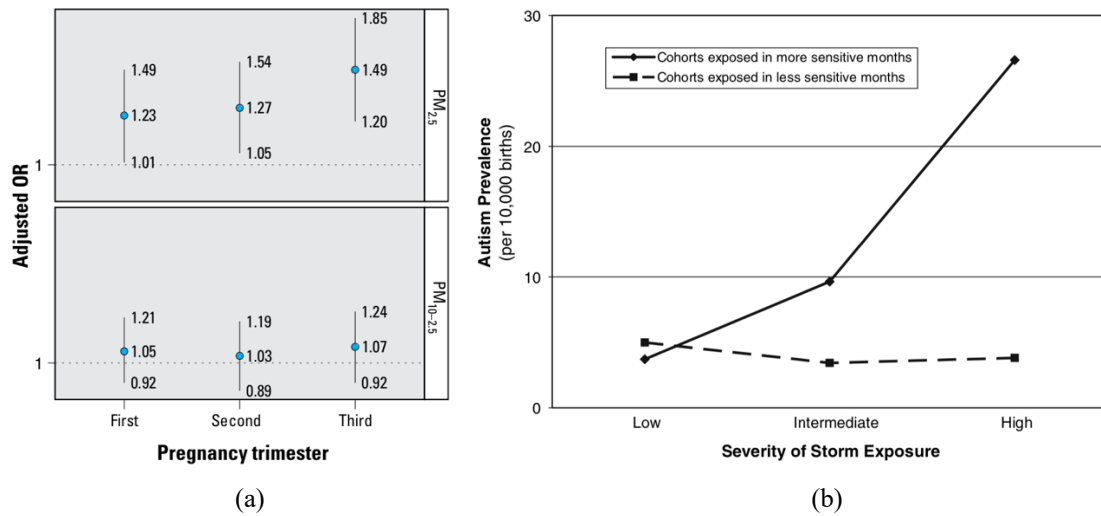 Adjusted OR
1
1.49
1.23
1.01
1.54
1.27
1.05
1.85
1.49
1.20
PM2.5
1
1.21
1.05
0.92
1.19
1.03
0.89
1.24
1.07
0.92
PM10–2.5
First
Second
Third
Pregnancy trimester
(a)
Autism Prevalence
(per 10,000 births)
30
20
10
0
Cohorts exposed in more sensitive months
Cohorts exposed in less sensitive months
Low
Intermediate
High
Severity of Storm Exposure
(b)